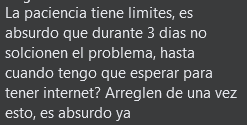 La paciencia tiene limites, es
absurdo que durante 3 dias no
solcionen el problema, hasta
cuando tengo que esperar para
tener internet? Arreglen de una vez
esto, es absurdo ya